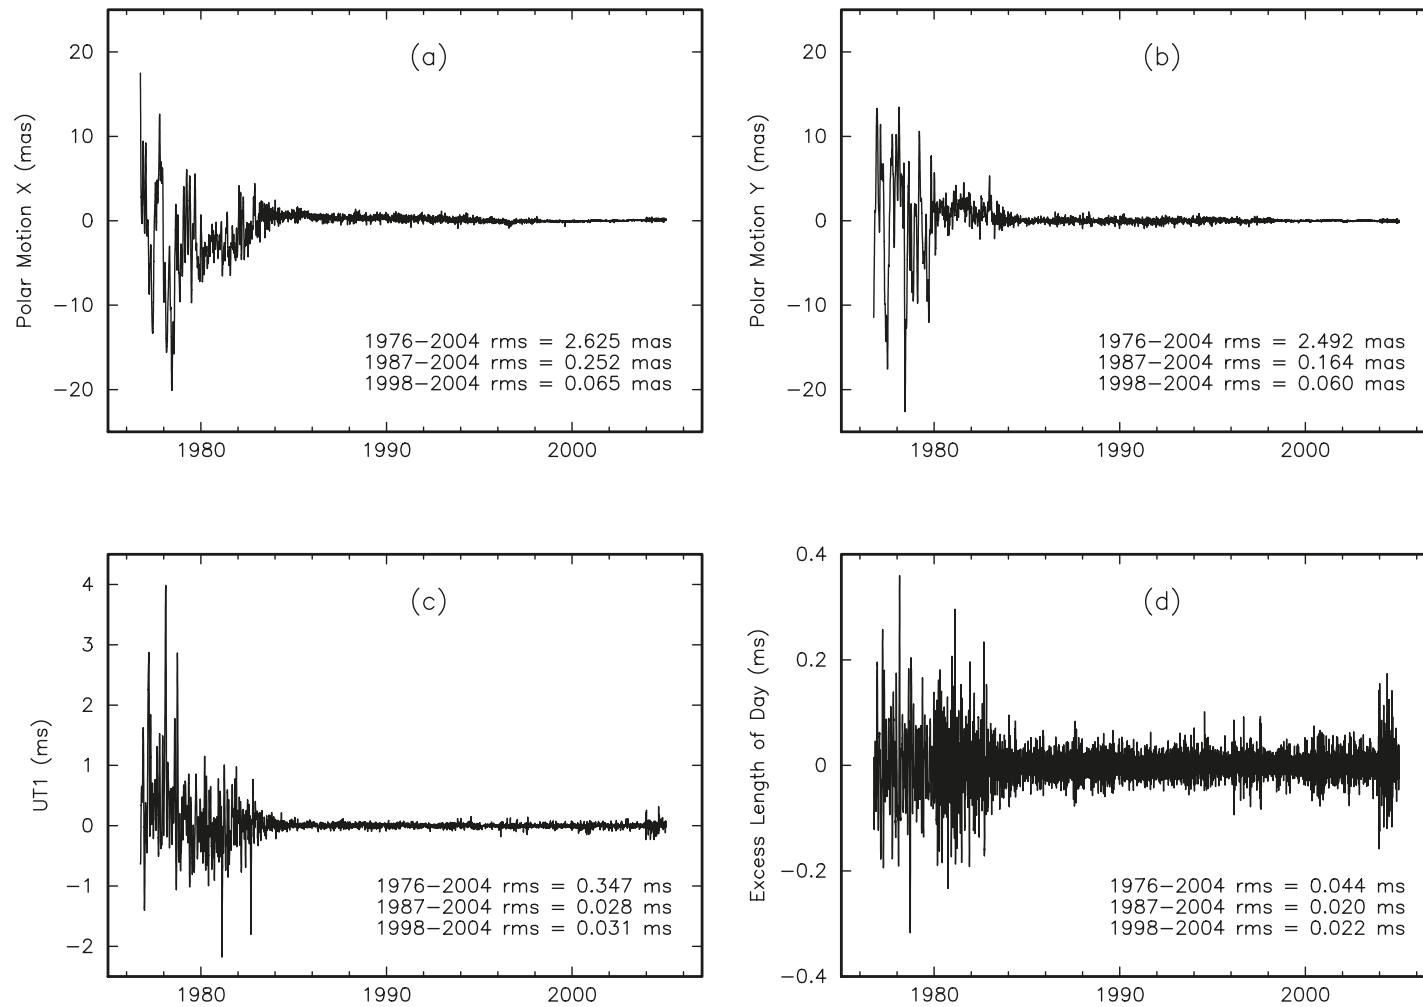 (a)
Polar Motion X (mas)
20
10
0
−10
−20
1976−2004 rms = 2.625 mas
1987−2004 rms = 0.252 mas
1998−2004 rms = 0.065 mas
1980
1990
2000
(b)
Polar Motion Y (mas)
20
10
0
−10
−20
1976−2004 rms = 2.492 mas
1987−2004 rms = 0.164 mas
1998−2004 rms = 0.060 mas
1980
1990
2000
(c)
UT1 (ms)
4
3
2
1
0
−1
−2
1976−2004 rms = 0.347 ms
1987−2004 rms = 0.028 ms
1998−2004 rms = 0.031 ms
1980
1990
2000
(d)
Excess Length of Day (ms)
0.4
0.2
0
−0.2
−0.4
1976−2004 rms = 0.044 ms
1987−2004 rms = 0.020 ms
1998−2004 rms = 0.022 ms
1980
1990
2000